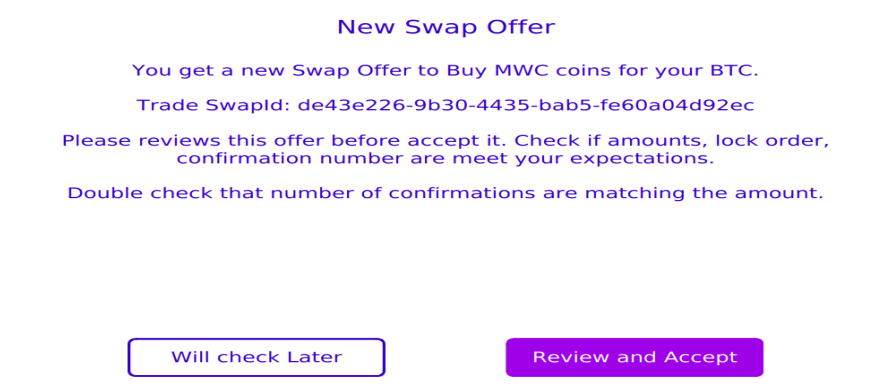 New Swap Offer
You get a new Swap Offer to Buy MWC coins for your BTC.
Trade SwapId: de43e226-9b30-4435-bab5-fe60a04d92ec
Please reviews this offer before accept it. Check if amounts, lock order,
confirmation number are meet your expectations.
Double check that number of confirmations are matching the amount.
Will check Later
Review and Accept